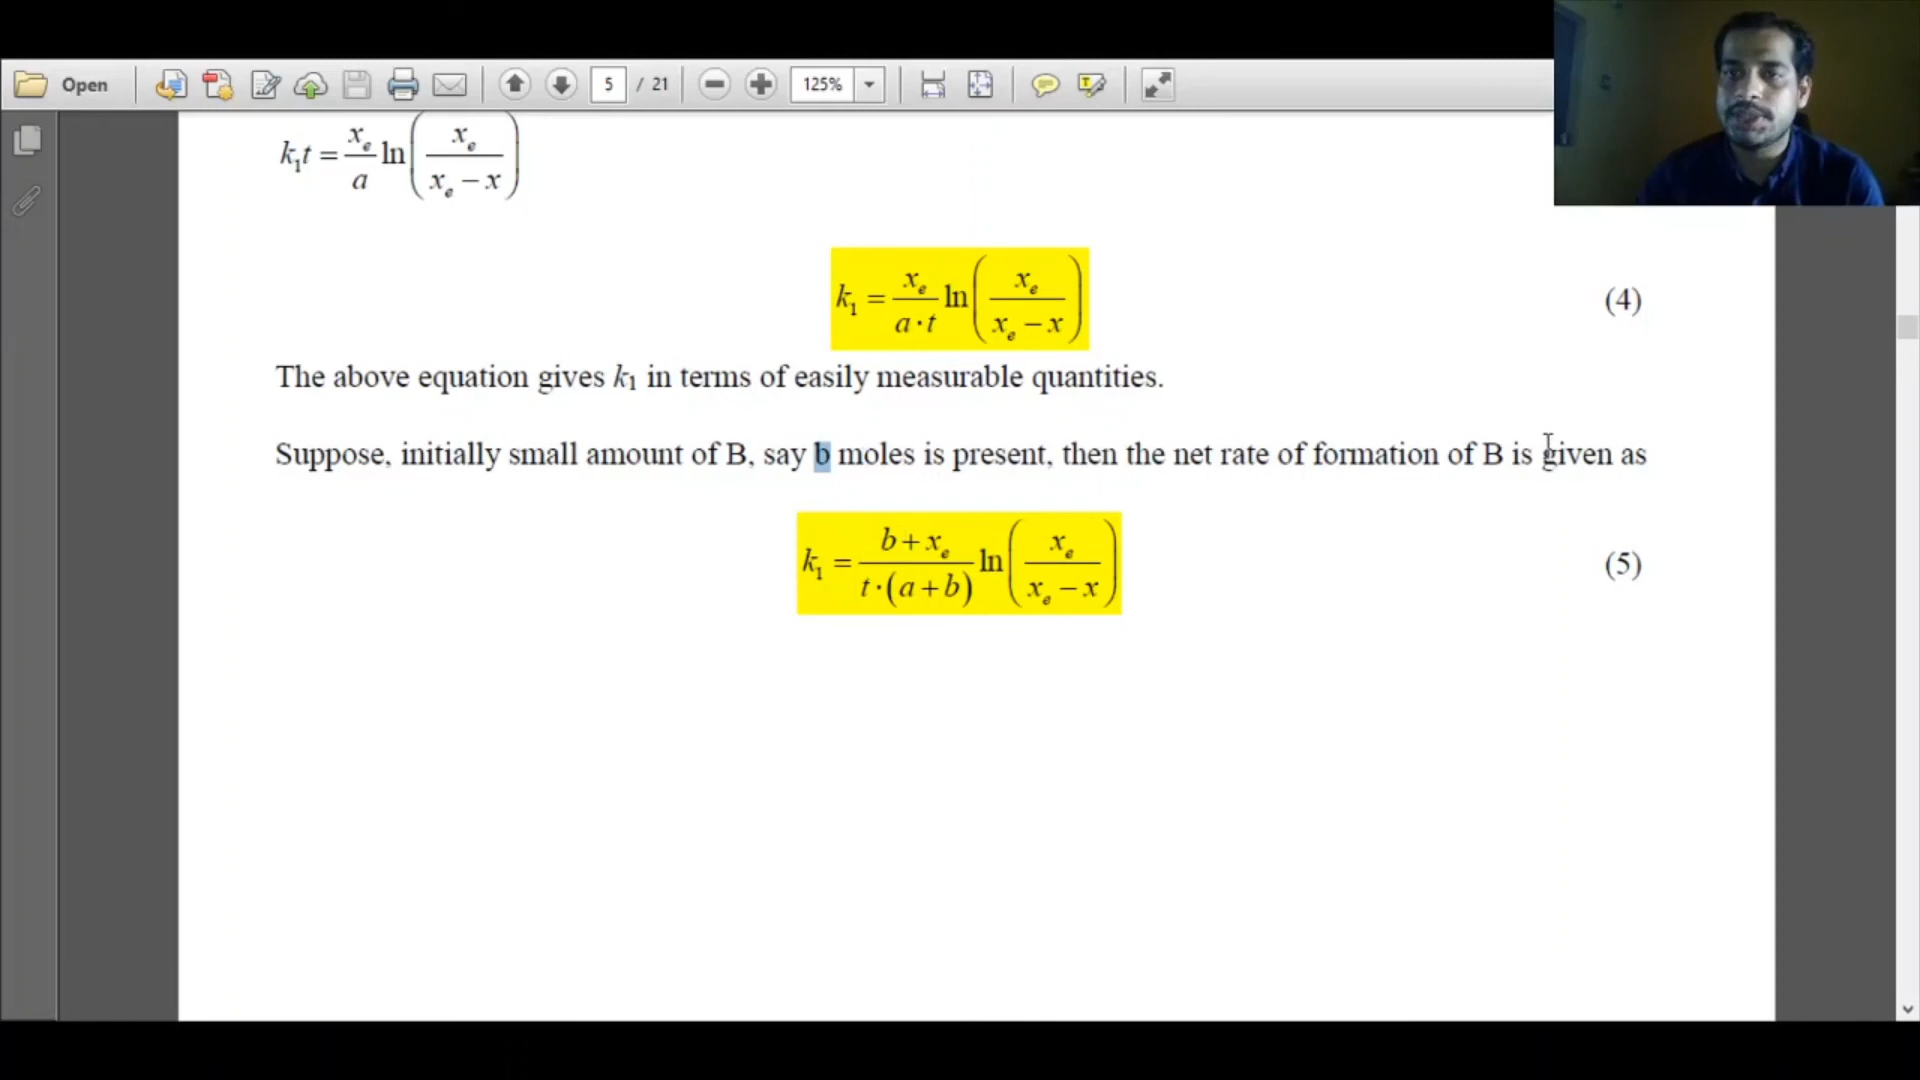 Open 5 / 21 125%
k₁t = xₑ/a ln(xₑ/(xₑ − x))
k₁ = xₑ/(a·t) ln(xₑ/(xₑ − x)) (4)
The above equation gives k₁ in terms of easily measurable quantities.
Suppose, initially small amount of B, say b moles is present, then the net rate of formation of B is given as
k₁ = (b + xₑ)/(t·(a + b)) ln(xₑ/(xₑ − x)) (5)